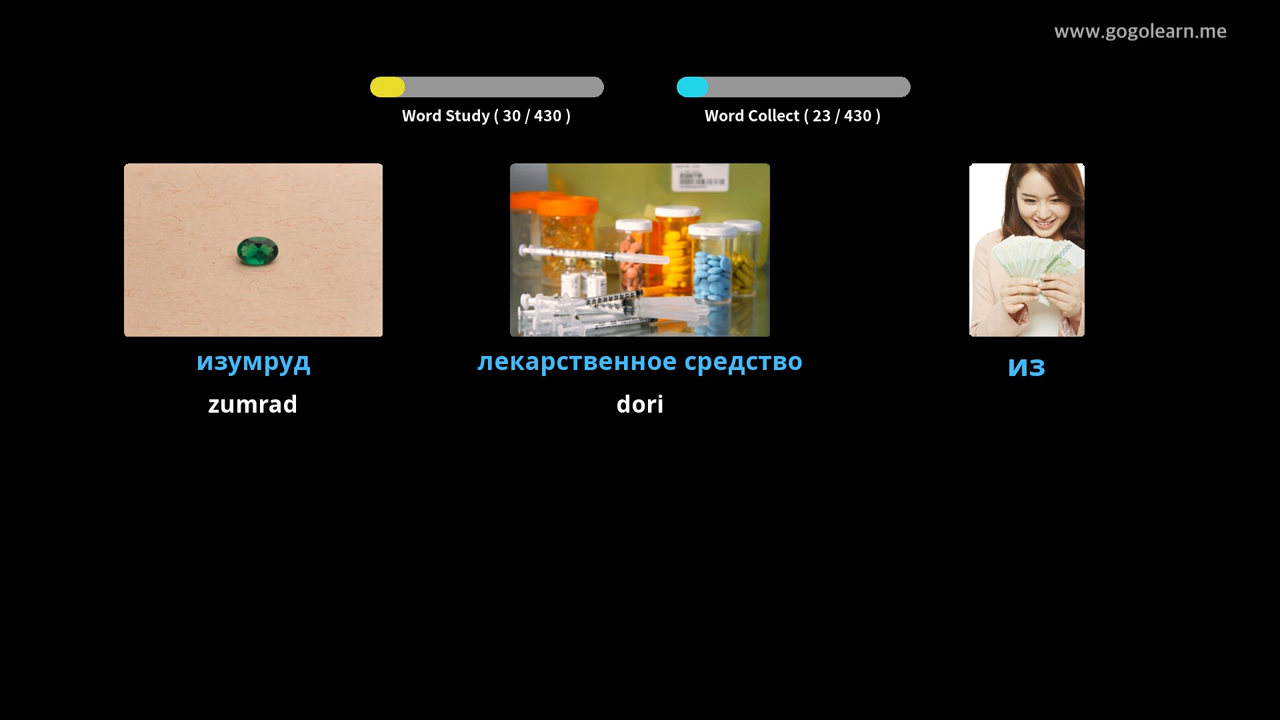 www.gogolearn.me
Word Study ( 30 / 430 )
Word Collect ( 23 / 430 )
изумруд
zumrad
лекарственное средство
dori
из